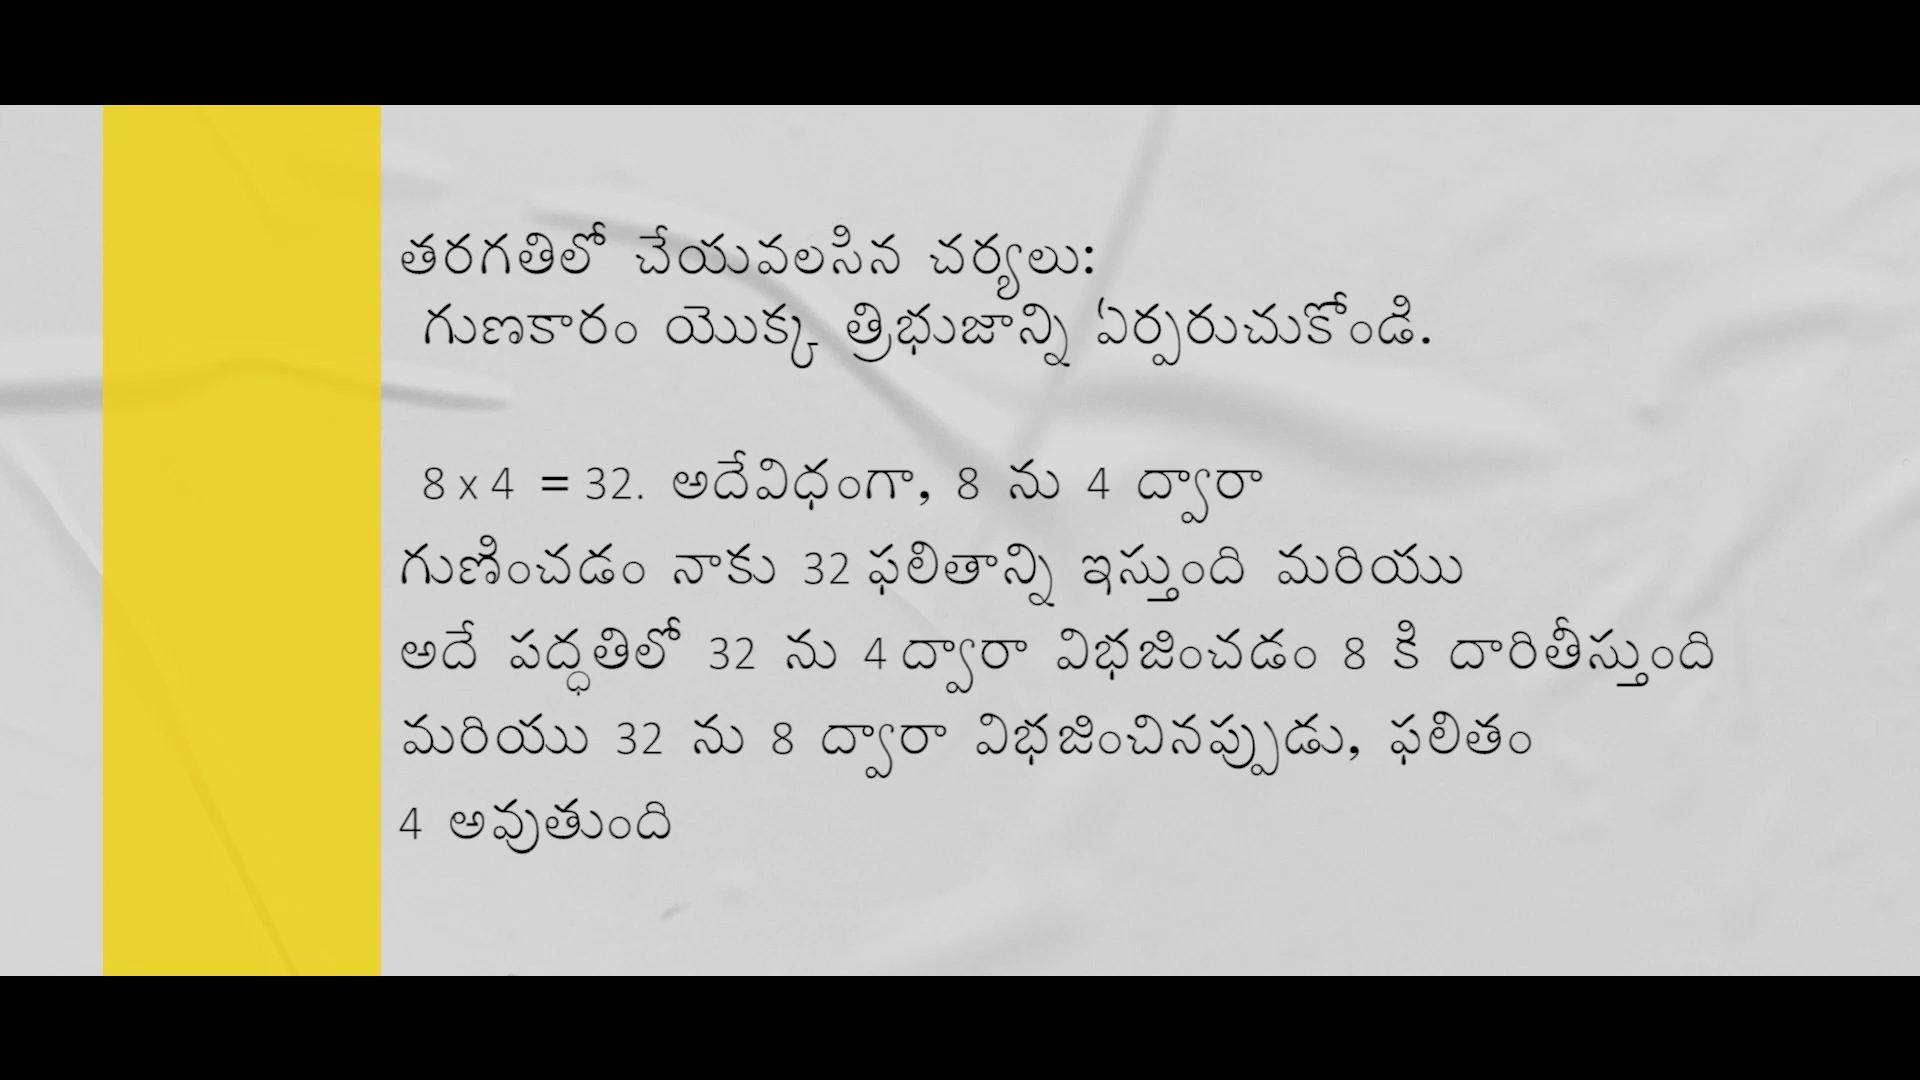 తరగతిలో చేయవలసిన చర్యలు:
గుణకారం యొక్క త్రిభుజాన్ని ఏర్పరుచుకోండి.
8 x 4 = 32. అదేవిధంగా, 8 ను 4 ద్వారా
గుణించడం నాకు 32 ఫలితాన్ని ఇస్తుంది మరియు
అదే పద్ధతిలో 32 ను 4 ద్వారా విభజించడం 8 కి దారితీస్తుంది
మరియు 32 ను 8 ద్వారా విభజించినప్పుడు, ఫలితం
4 అవుతుంది